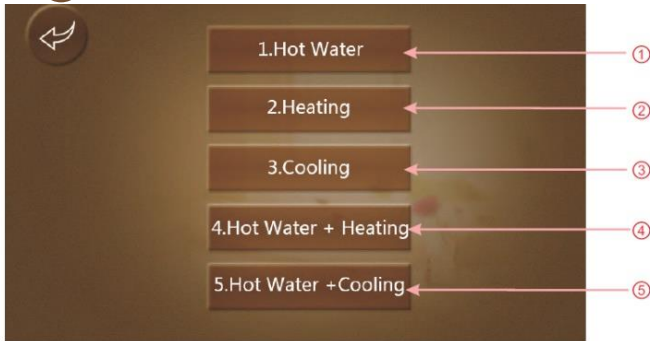 1.Hot Water ①
2.Heating ②
3.Cooling ③
4.Hot Water + Heating ④
5.Hot Water +Cooling ⑤